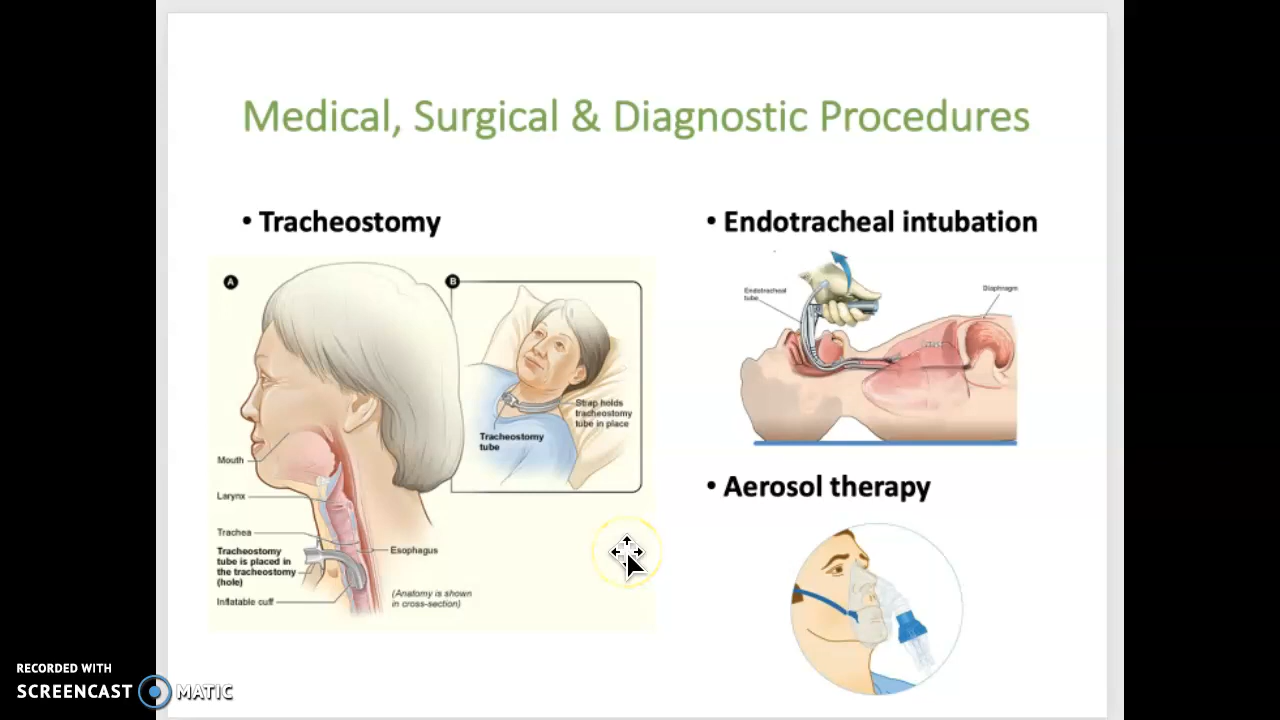 Medical, Surgical & Diagnostic Procedures
• Tracheostomy
A
B
Strap holds
tracheostomy
tube in place
Tracheostomy
tube
Mouth
Larynx
Trachea
Tracheostomy
tube is placed in
the tracheostomy
(hole)
Inflatable cuff
Esophagus
(Anatomy is shown
in cross-section)
• Endotracheal intubation
Endotracheal
tube
Diaphragm
• Aerosol therapy
RECORDED WITH
SCREENCAST MATIC